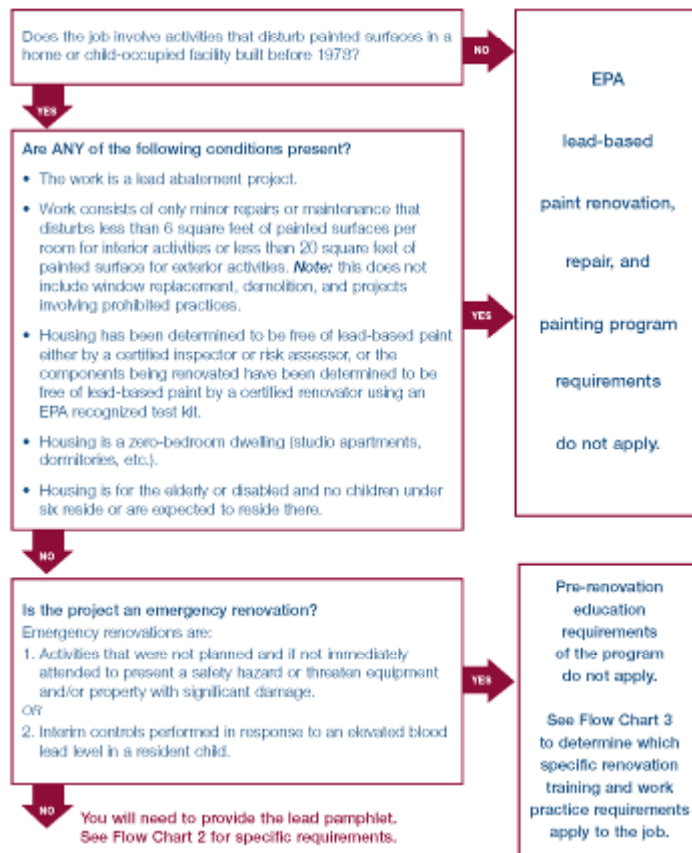 Does the job involve activities that disturb painted surfaces in a
home or child-occupied facility built before 1978?
NO
YES
EPA
lead-based
paint renovation,
repair, and
painting program
requirements
do not apply.
Are ANY of the following conditions present?
• The work is a lead abatement project.
• Work consists of only minor repairs or maintenance that
disturbs less than 6 square feet of painted surfaces per
room for interior activities or less than 20 square feet of
painted surface for exterior activities. Note: this does not
include window replacement, demolition, and projects
involving prohibited practices.
• Housing has been determined to be free of lead-based paint
either by a certified inspector or risk assessor, or the
components being renovated have been determined to be
free of lead-based paint by a certified renovator using an
EPA recognized test kit.
• Housing is a zero-bedroom dwelling (studio apartments,
dormitories, etc.).
• Housing is for the elderly or disabled and no children under
six reside or are expected to reside there.
YES
NO
Is the project an emergency renovation?
Emergency renovations are:
1. Activities that were not planned and if not immediately
attended to present a safety hazard or threaten equipment
and/or property with significant damage.
OR
2. Interim controls performed in response to an elevated blood
lead level in a resident child.
YES
Pre-renovation
education
requirements
of the program
do not apply.
See Flow Chart 3
to determine which
specific renovation
training and work
practice requirements
apply to the job.
NO
You will need to provide the lead pamphlet.
See Flow Chart 2 for specific requirements.